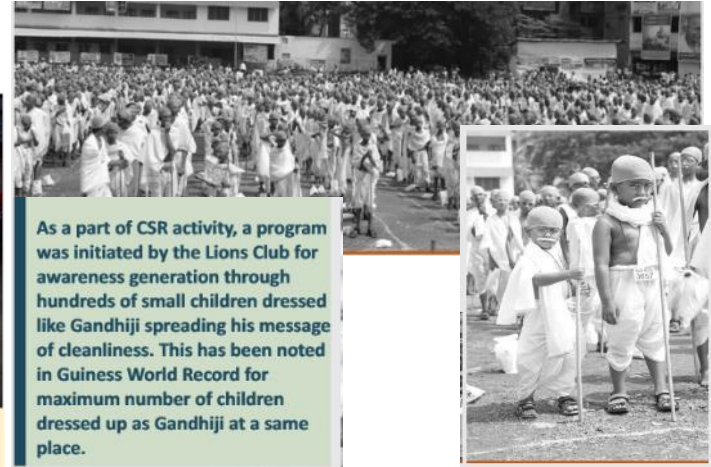 As a part of CSR activity, a program
was initiated by the Lions Club for
awareness generation through
hundreds of small children dressed
like Gandhiji spreading his message
of cleanliness. This has been noted
in Guiness World Record for
maximum number of children
dressed up as Gandhiji at a same
place.